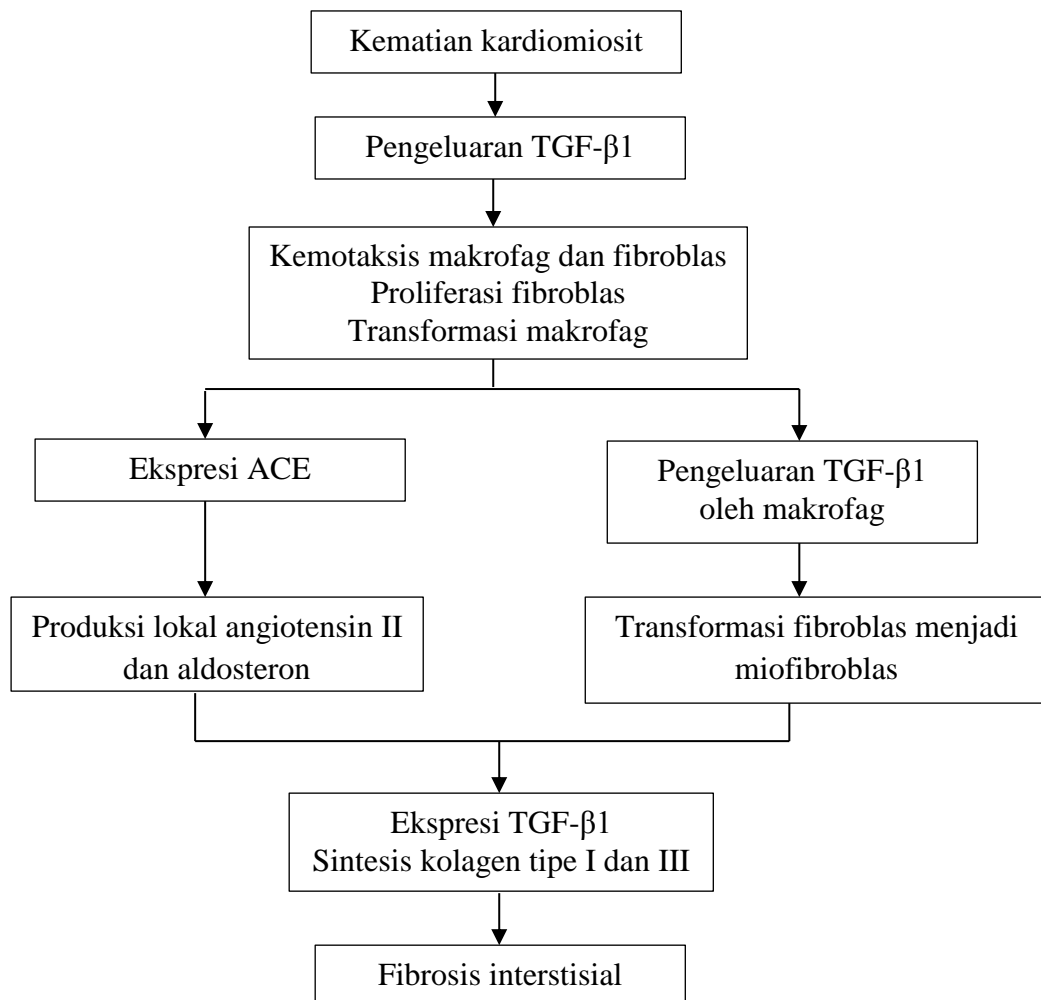 Kematian kardiomiosit
Pengeluaran TGF-β1
Kemotaksis makrofag dan fibroblas
Proliferasi fibroblas
Transformasi makrofag
Ekspresi ACE
Pengeluaran TGF-β1
oleh makrofag
Produksi lokal angiotensin II
dan aldosteron
Transformasi fibroblas menjadi
miofibroblas
Ekspresi TGF-β1
Sintesis kolagen tipe I dan III
Fibrosis interstisial